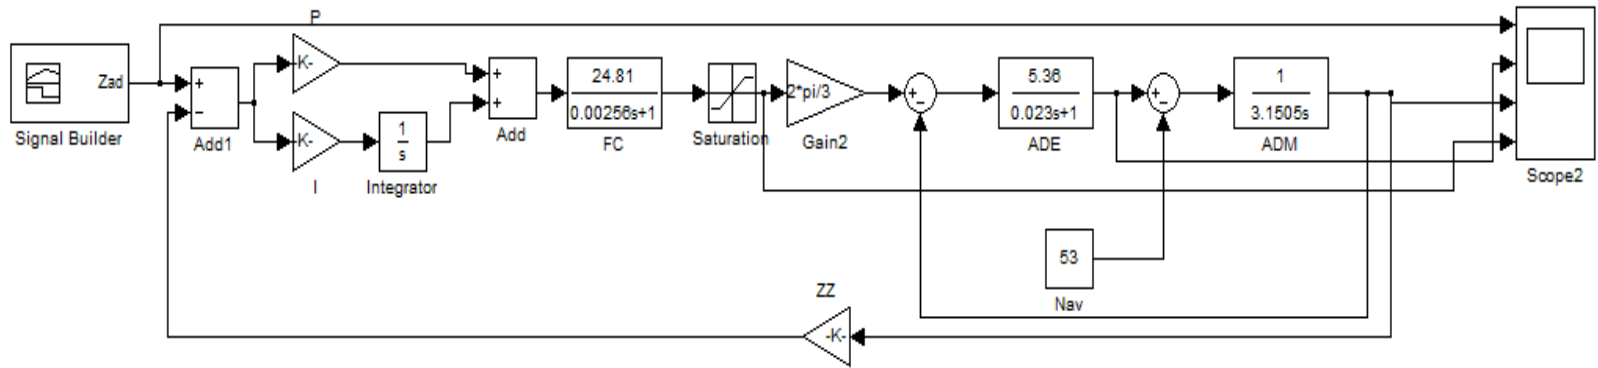 P
Zad
Signal Builder
+
−
Add1
-K-
-K-
I
1
s
Integrator
+
+
Add
24.81
0.00256s+1
FC
Saturation
2*pi/3
Gain2
+
−
5.36
0.023s+1
ADE
+
−
1
3.1505s
ADM
Scope2
53
Nav
ZZ
-K-